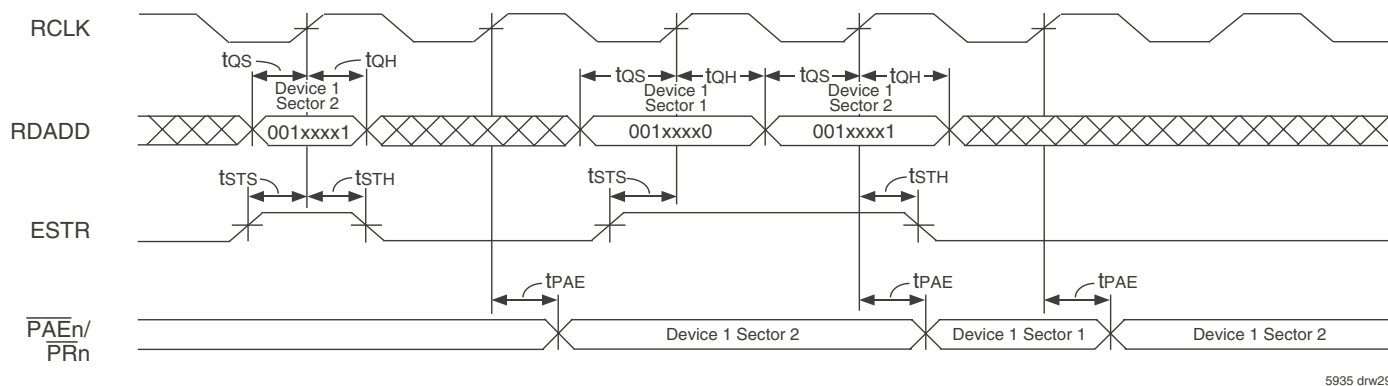 RCLK
tQS tQH tQS tQH tQS tQH
Device 1 Sector 2
Device 1 Sector 1
Device 1 Sector 2
RDADD
001xxxx1 001xxxx0 001xxxx1
tSTS tSTH tSTS tSTH
ESTR
tPAE tPAE tPAE
PAEn/
PRn
Device 1 Sector 2 Device 1 Sector 1 Device 1 Sector 2
5935 drw29